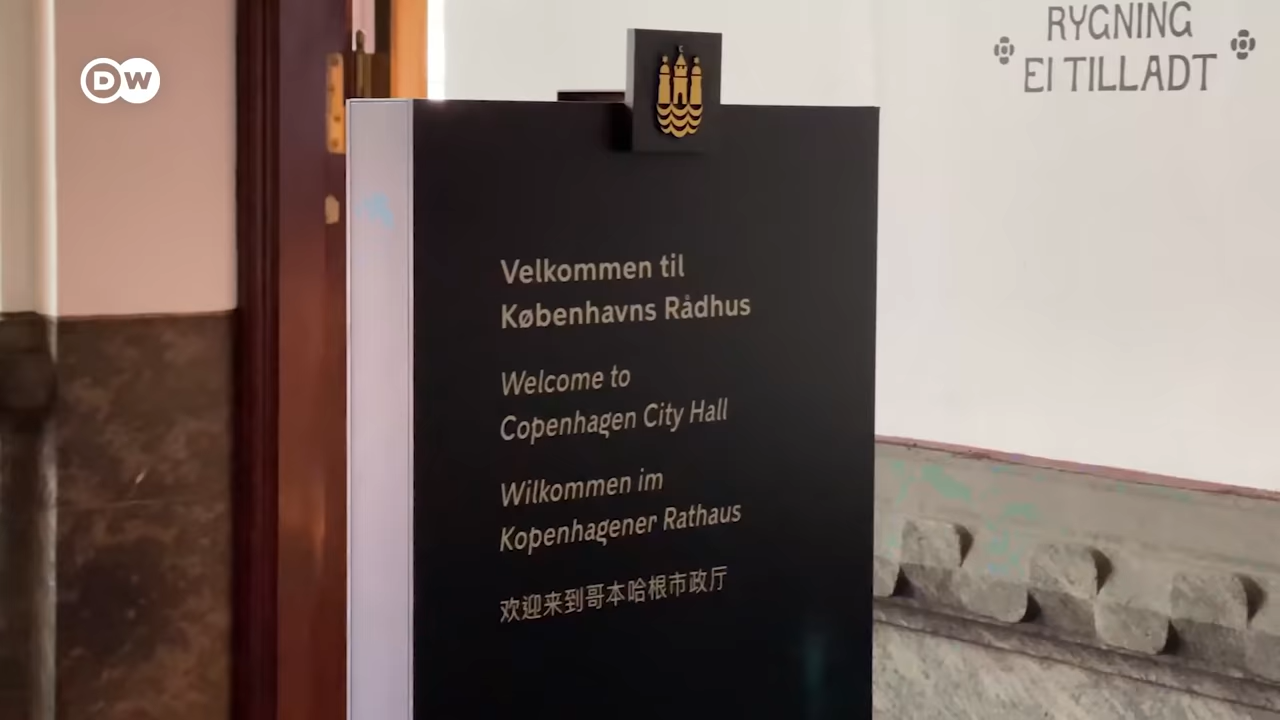 DW
RYGNING
EI TILLADT
Velkommen til
Københavns Rådhus
Welcome to
Copenhagen City Hall
Wilkommen im
Kopenhagener Rathaus
欢迎来到哥本哈根市政厅